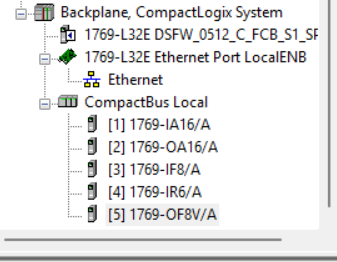 Backplane, CompactLogix System
1769-L32E DSFW_0512_C_FCB_S1_SF
1769-L32E Ethernet Port LocalENB
Ethernet
CompactBus Local
[1] 1769-IA16/A
[2] 1769-OA16/A
[3] 1769-IF8/A
[4] 1769-IR6/A
[5] 1769-OF8V/A